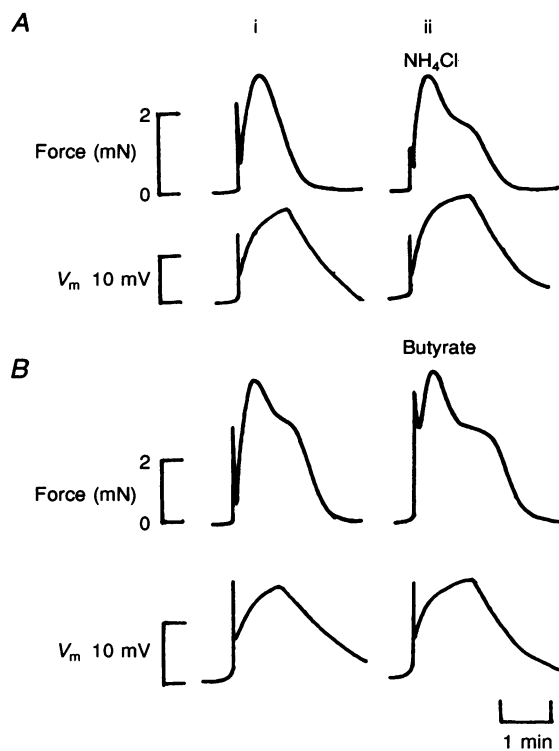 A
i
ii
NH₄Cl
2
Force (mN)
0
Vₘ 10 mV
B
Butyrate
2
Force (mN)
0
Vₘ 10 mV
1 min